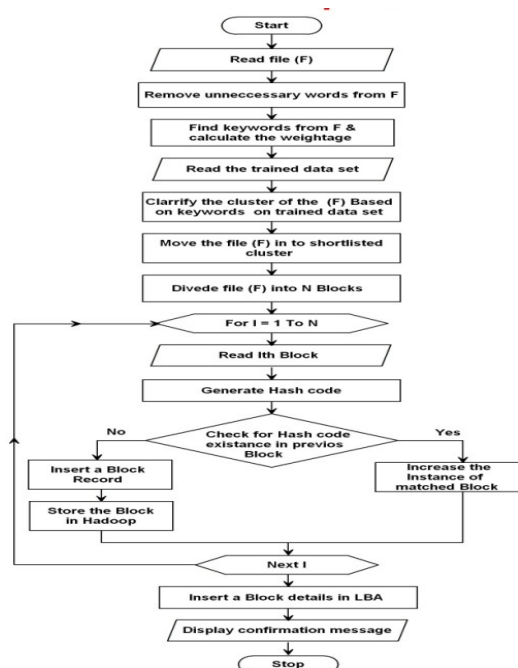 Start
Read file (F)
Remove unneccessary words from F
Find keywords from F &
calculate the weightage
Read the trained data set
Clarrify the cluster of the (F) Based
on keywords on trained data set
Move the file (F) in to shortlisted
cluster
Divede file (F) into N Blocks
For I = 1 To N
Read Ith Block
Generate Hash code
Check for Hash code
existance in previos
Block
No
Yes
Insert a Block
Record
Store the Block
in Hadoop
Increase the
Instance of
matched Block
Next I
Insert a Block details in LBA
Display confirmation message
Stop